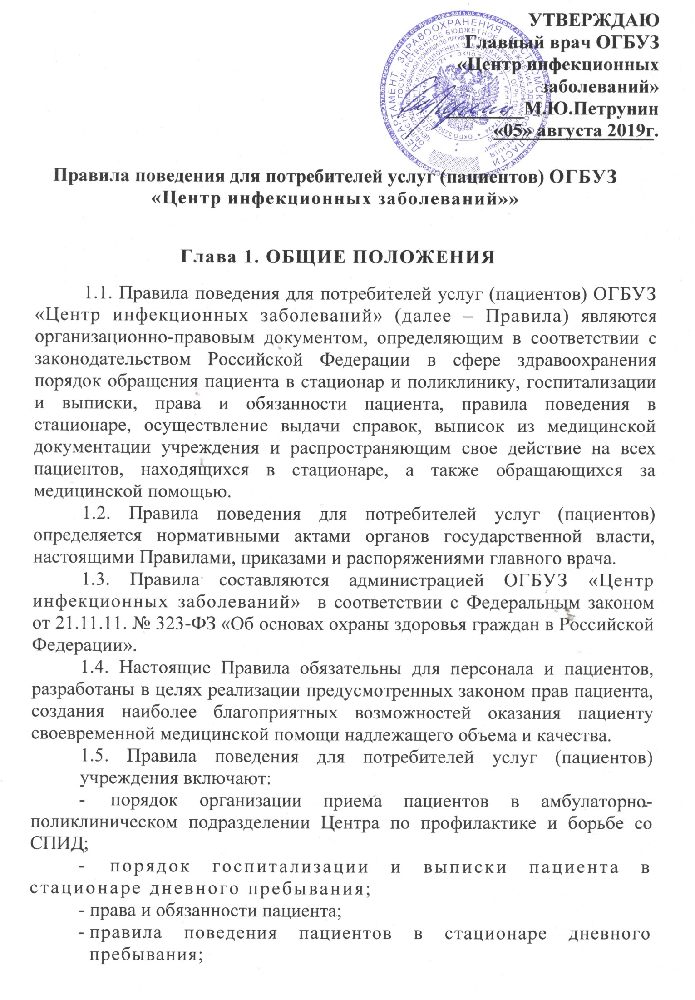 УТВЕРЖДАЮ
Главный врач ОГБУЗ
«Центр инфекционных
заболеваний»
М.Ю.Петрунин
«05» августа 2019г.
ДЕПАРТАМЕНТ ЗДРАВООХРАНЕНИЯ КОСТРОМСКОЙ ОБЛАСТИ
Правила поведения для потребителей услуг (пациентов) ОГБУЗ
«Центр инфекционных заболеваний»»
Глава 1. ОБЩИЕ ПОЛОЖЕНИЯ
1.1. Правила поведения для потребителей услуг (пациентов) ОГБУЗ
«Центр инфекционных заболеваний» (далее – Правила) являются
организационно-правовым документом, определяющим в соответствии с
законодательством Российской Федерации в сфере здравоохранения
порядок обращения пациента в стационар и поликлинику, госпитализации
и выписки, права и обязанности пациента, правила поведения в
стационаре, осуществление выдачи справок, выписок из медицинской
документации учреждения и распространяющим свое действие на всех
пациентов, находящихся в стационаре, а также обращающихся за
медицинской помощью.
1.2. Правила поведения для потребителей услуг (пациентов)
определяется нормативными актами органов государственной власти,
настоящими Правилами, приказами и распоряжениями главного врача.
1.3. Правила составляются администрацией ОГБУЗ «Центр
инфекционных заболеваний» в соответствии с Федеральным законом
от 21.11.11. № 323-ФЗ «Об основах охраны здоровья граждан в Российской
Федерации».
1.4. Настоящие Правила обязательны для персонала и пациентов,
разработаны в целях реализации предусмотренных законом прав пациента,
создания наиболее благоприятных возможностей оказания пациенту
своевременной медицинской помощи надлежащего объема и качества.
1.5. Правила поведения для потребителей услуг (пациентов)
учреждения включают:
- порядок организации приема пациентов в амбулаторно-
поликлиническом подразделении Центра по профилактике и борьбе со
СПИД;
- порядок госпитализации и выписки пациента в
стационаре дневного пребывания;
- права и обязанности пациента;
- правила поведения пациентов в стационаре дневного
пребывания;